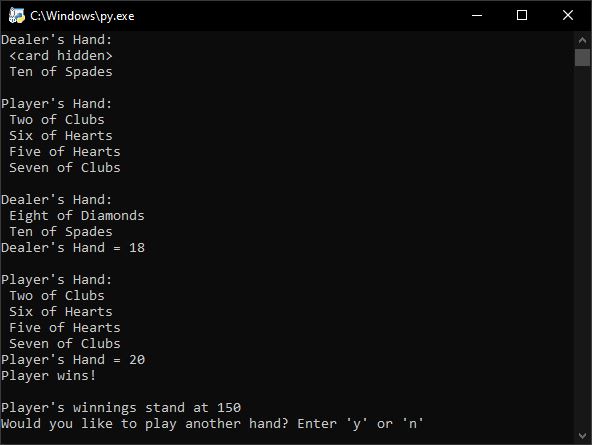 C:\Windows\py.exe
Dealer's Hand:
<card hidden>
Ten of Spades
Player's Hand:
Two of Clubs
Six of Hearts
Five of Hearts
Seven of Clubs
Dealer's Hand:
Eight of Diamonds
Ten of Spades
Dealer's Hand = 18
Player's Hand:
Two of Clubs
Six of Hearts
Five of Hearts
Seven of Clubs
Player's Hand = 20
Player wins!
Player's winnings stand at 150
Would you like to play another hand? Enter 'y' or 'n'